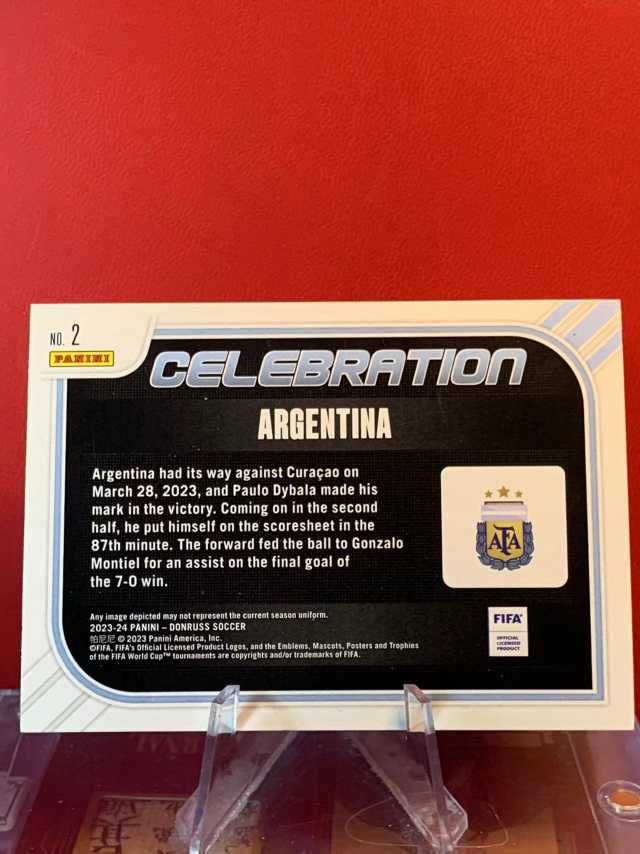 NO. 2
PANINI
CELEBRATION
ARGENTINA
Argentina had its way against Curaçao on
March 28, 2023, and Paulo Dybala made his
mark in the victory. Coming on in the second
half, he put himself on the scoresheet in the
87th minute. The forward fed the ball to Gonzalo
Montiel for an assist on the final goal of
the 7-0 win.
AFA
Any image depicted may not represent the current season uniform.
2023-24 PANINI – DONRUSS SOCCER
帕尼尼 © 2023 Panini America, Inc.
©FIFA, FIFA's Official Licensed Product Logos, and the Emblems, Mascots, Posters and Trophies
of the FIFA World Cup™ tournaments are copyrights and/or trademarks of FIFA.
FIFA
OFFICIAL
LICENSED
PRODUCT